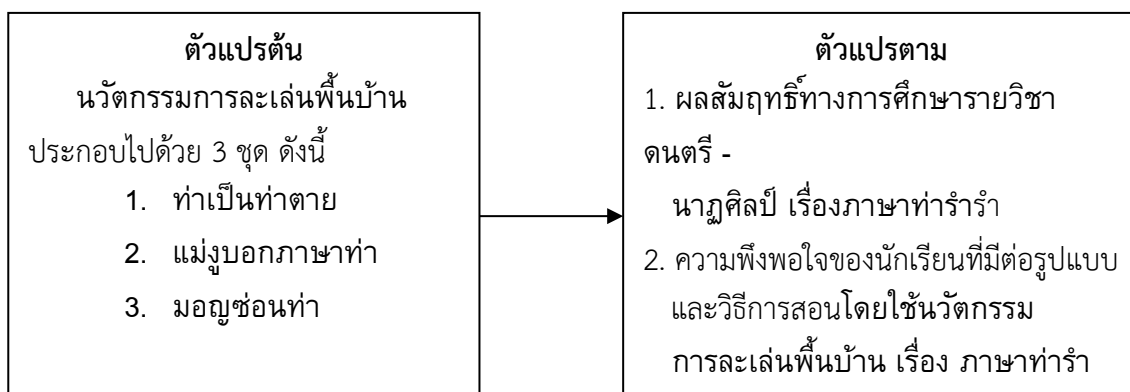 ตัวแปรต้น
นวัตกรรมการละเล่นพื้นบ้าน
ประกอบไปด้วย 3 ชุด ดังนี้
1. ท่าเป็นท่าตาย
2. แม่งูบอกภาษาท่า
3. มอญซ่อนท่า
ตัวแปรตาม
1. ผลสัมฤทธิ์ทางการศึกษารายวิชา
ดนตรี -
นาฏศิลป์ เรื่องภาษาท่ารำรำ
2. ความพึงพอใจของนักเรียนที่มีต่อรูปแบบ
และวิธีการสอนโดยใช้นวัตกรรม
การละเล่นพื้นบ้าน เรื่อง ภาษาท่ารำ